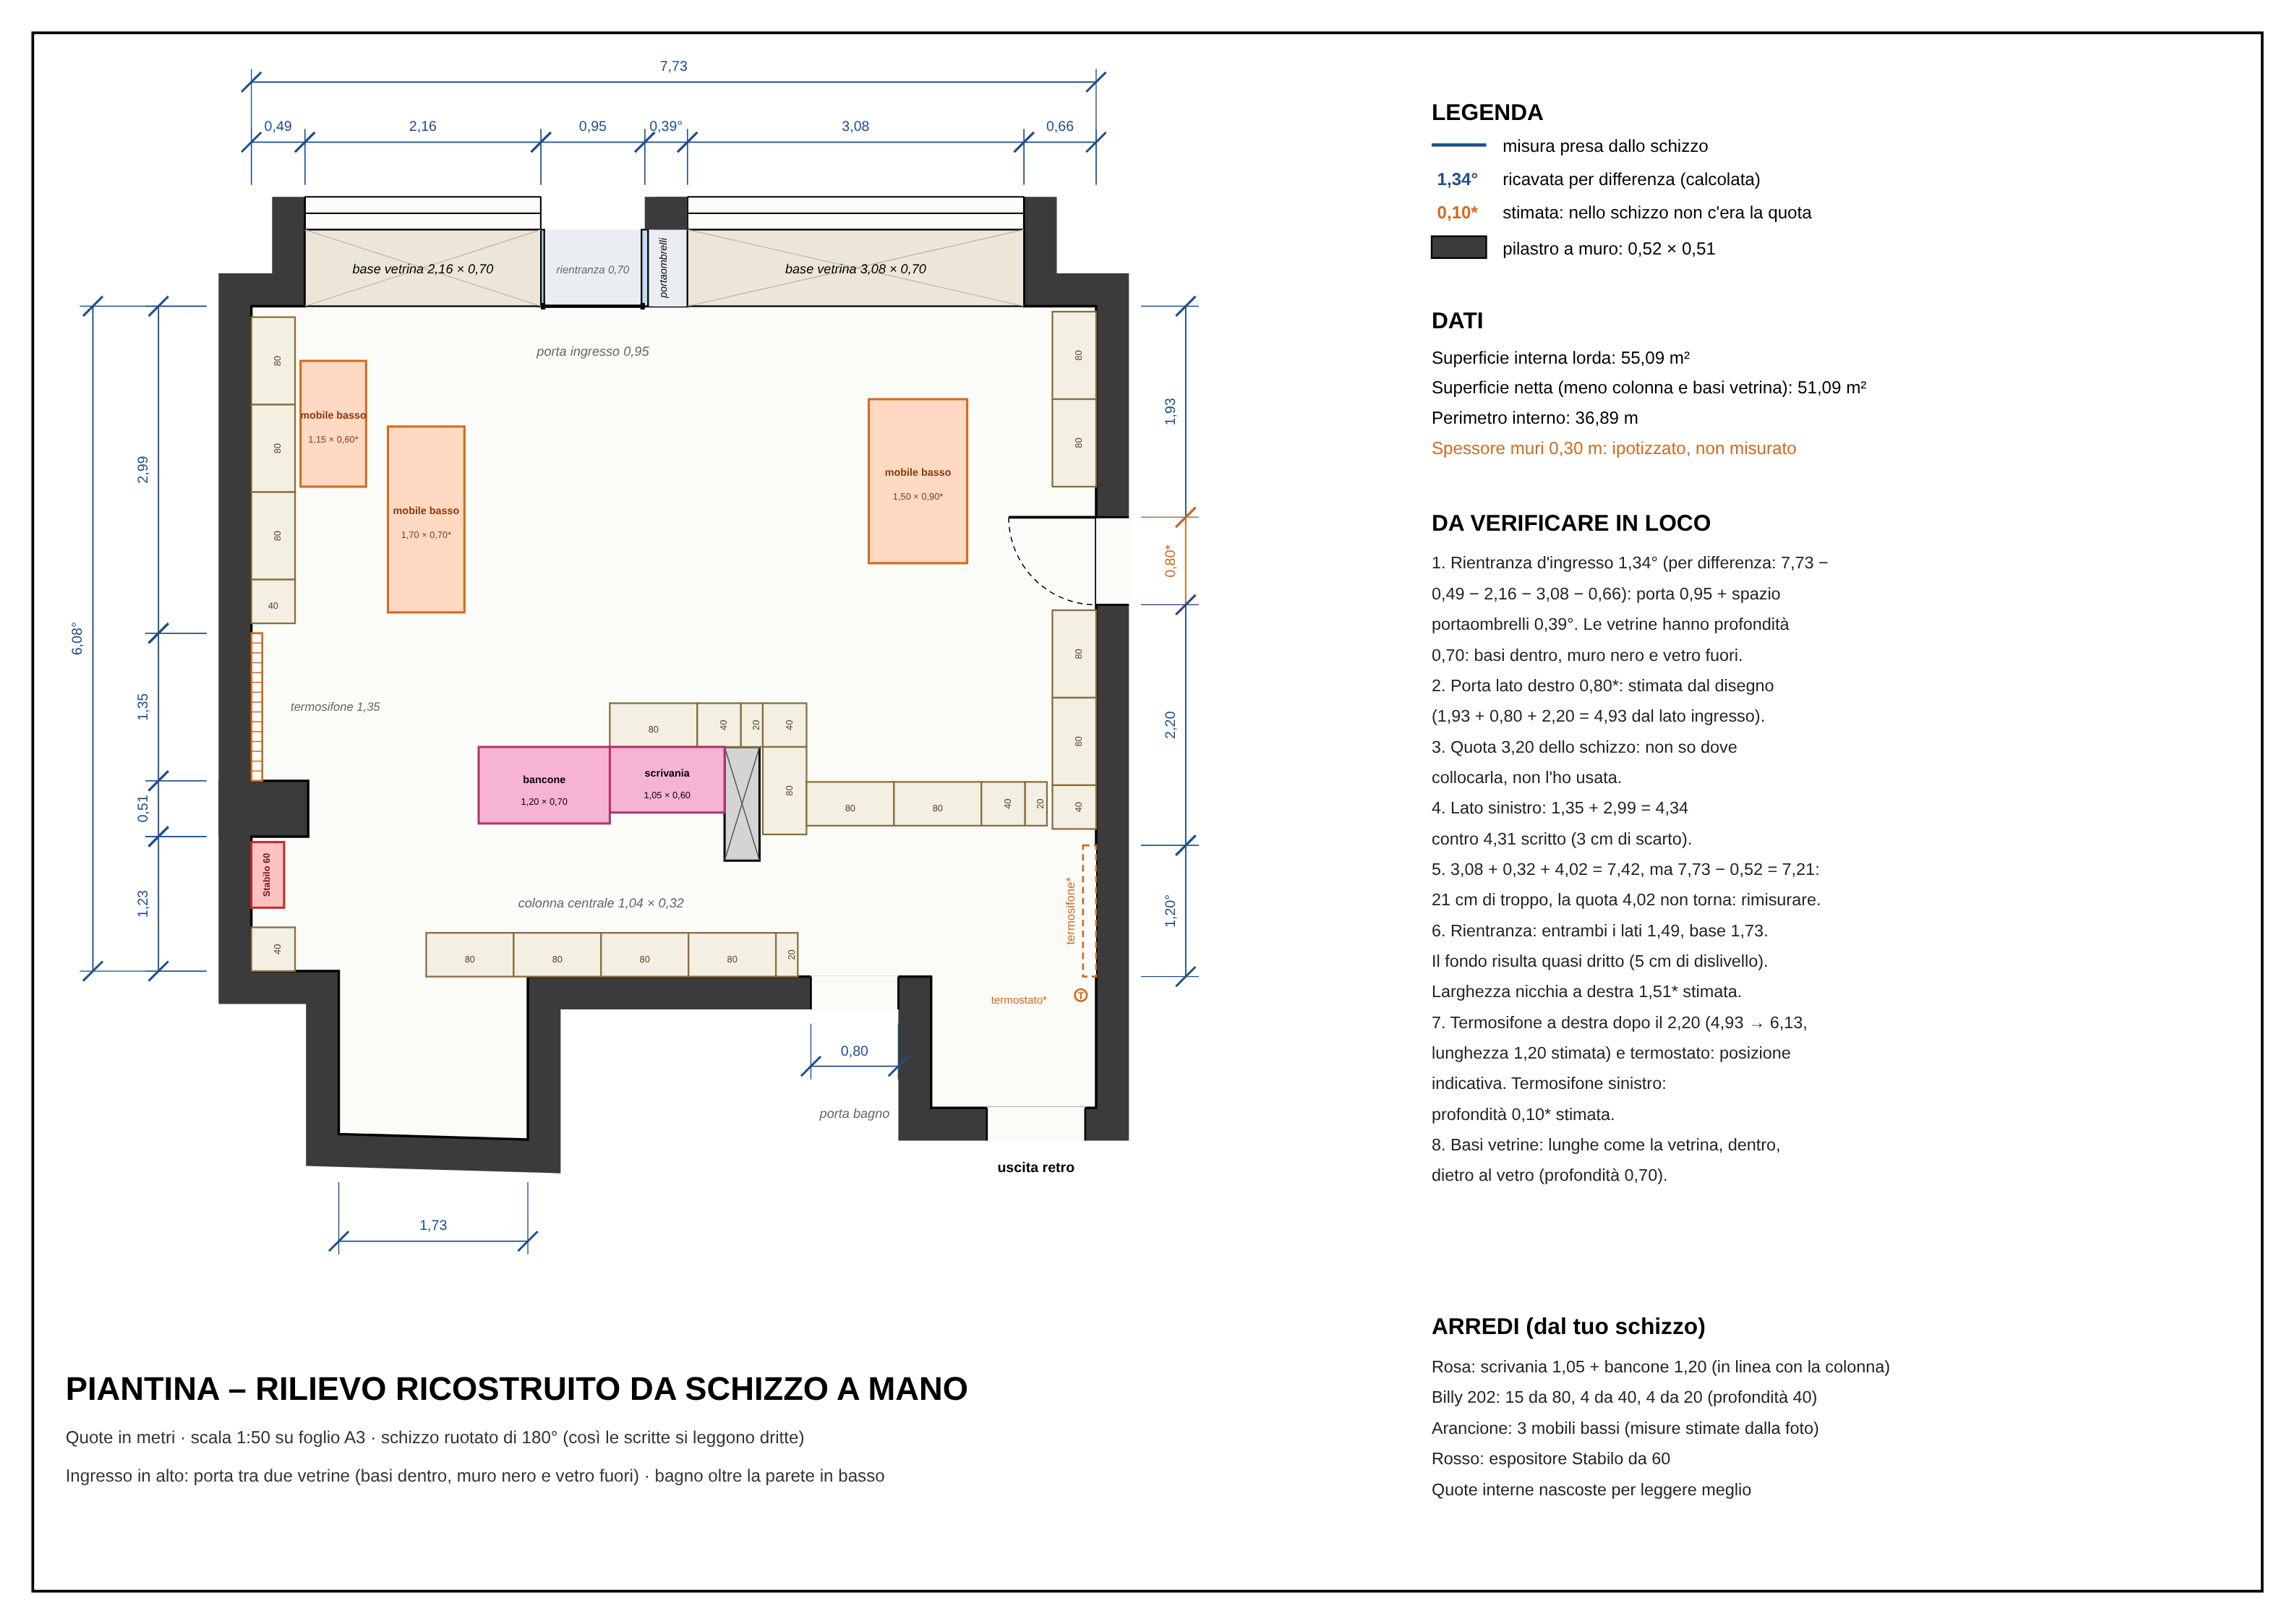 7,73
0,49
2,16
0,95
0,39°
3,08
0,66
base vetrina 2,16 × 0,70
rientranza 0,70
portaombrelli
base vetrina 3,08 × 0,70
porta ingresso 0,95
80
80
80
40
mobile basso
1,15 × 0,60*
mobile basso
1,70 × 0,70*
mobile basso
1,50 × 0,90*
80
80
1,93
0,80*
2,20
1,20°
2,99
6,08°
1,35
0,51
1,23
termosifone 1,35
80
40
20
40
80
bancone
1,20 × 0,70
scrivania
1,05 × 0,60
80
80
40
20
80
80
40
Stabilo 60
40
colonna centrale 1,04 × 0,32
80
80
80
80
20
termosifone*
termostato*
T
0,80
porta bagno
uscita retro
1,73
PIANTINA – RILIEVO RICOSTRUITO DA SCHIZZO A MANO
Quote in metri · scala 1:50 su foglio A3 · schizzo ruotato di 180° (così le scritte si leggono dritte)
Ingresso in alto: porta tra due vetrine (basi dentro, muro nero e vetro fuori) · bagno oltre la parete in basso
LEGENDA
misura presa dallo schizzo
1,34° ricavata per differenza (calcolata)
0,10* stimata: nello schizzo non c'era la quota
pilastro a muro: 0,52 × 0,51
DATI
Superficie interna lorda: 55,09 m²
Superficie netta (meno colonna e basi vetrina): 51,09 m²
Perimetro interno: 36,89 m
Spessore muri 0,30 m: ipotizzato, non misurato
DA VERIFICARE IN LOCO
1. Rientranza d'ingresso 1,34° (per differenza: 7,73 −
0,49 − 2,16 − 3,08 − 0,66): porta 0,95 + spazio
portaombrelli 0,39°. Le vetrine hanno profondità
0,70: basi dentro, muro nero e vetro fuori.
2. Porta lato destro 0,80*: stimata dal disegno
(1,93 + 0,80 + 2,20 = 4,93 dal lato ingresso).
3. Quota 3,20 dello schizzo: non so dove
collocarla, non l'ho usata.
4. Lato sinistro: 1,35 + 2,99 = 4,34
contro 4,31 scritto (3 cm di scarto).
5. 3,08 + 0,32 + 4,02 = 7,42, ma 7,73 − 0,52 = 7,21:
21 cm di troppo, la quota 4,02 non torna: rimisurare.
6. Rientranza: entrambi i lati 1,49, base 1,73.
Il fondo risulta quasi dritto (5 cm di dislivello).
Larghezza nicchia a destra 1,51* stimata.
7. Termosifone a destra dopo il 2,20 (4,93 → 6,13,
lunghezza 1,20 stimata) e termostato: posizione
indicativa. Termosifone sinistro:
profondità 0,10* stimata.
8. Basi vetrine: lunghe come la vetrina, dentro,
dietro al vetro (profondità 0,70).
ARREDI (dal tuo schizzo)
Rosa: scrivania 1,05 + bancone 1,20 (in linea con la colonna)
Billy 202: 15 da 80, 4 da 40, 4 da 20 (profondità 40)
Arancione: 3 mobili bassi (misure stimate dalla foto)
Rosso: espositore Stabilo da 60
Quote interne nascoste per leggere meglio